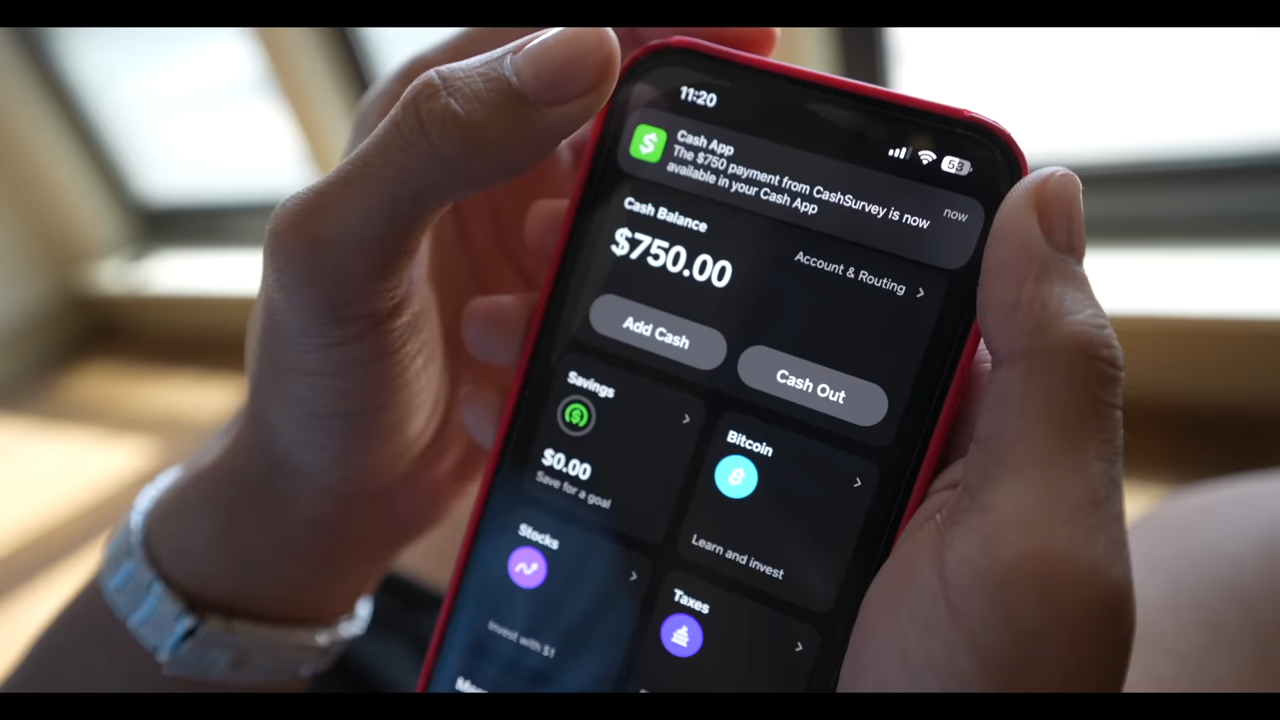 11:20
53
Cash App
The $750 payment from CashSurvey is now
available in your Cash App
now
Cash Balance
$750.00
Account & Routing
Add Cash
Cash Out
Savings
$0.00
Save for a goal
Bitcoin
Learn and invest
Stocks
Invest with $1
Taxes